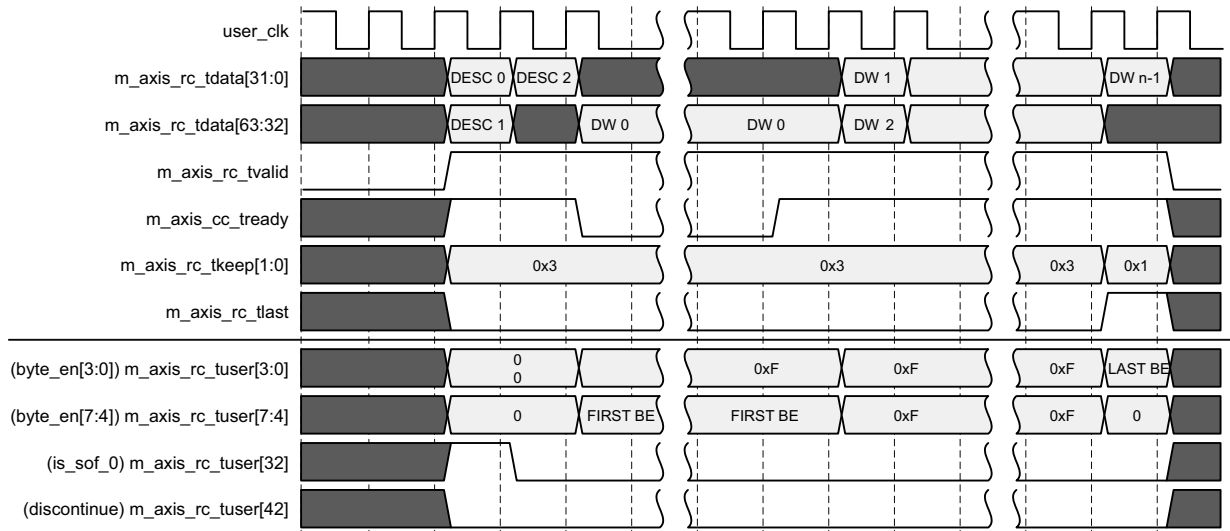 user_clk
m_axis_rc_tdata[31:0] DESC 0 DESC 2 DW 1 DW n-1
m_axis_rc_tdata[63:32] DESC 1 DW 0 DW 0 DW 2
m_axis_rc_tvalid
m_axis_cc_tready
m_axis_rc_tkeep[1:0] 0x3 0x3 0x3 0x1
m_axis_rc_tlast
(byte_en[3:0]) m_axis_rc_tuser[3:0] 0 0 0xF 0xF 0xF LAST BE
(byte_en[7:4]) m_axis_rc_tuser[7:4] 0 FIRST BE FIRST BE 0xF 0xF 0
(is_sof_0) m_axis_rc_tuser[32]
(discontinue) m_axis_rc_tuser[42]